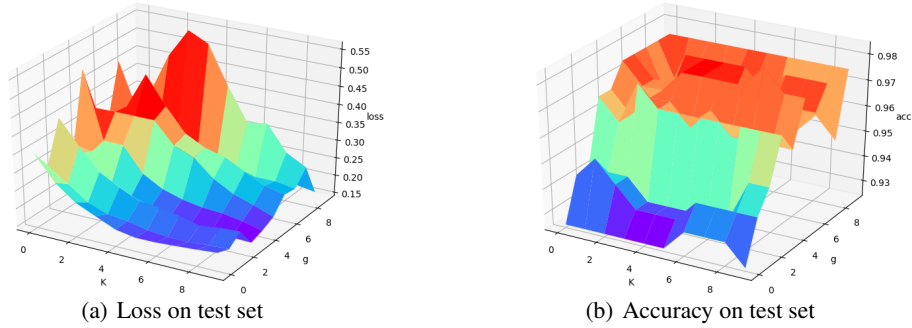 0.55
0.50
0.45
0.40
0.35
0.30
0.25
0.20
0.15
loss
0 2 4 6 8
K
0 2 4 6 8
g
(a) Loss on test set
0.98
0.97
0.96
0.95
0.94
0.93
acc
0 2 4 6 8
K
0 2 4 6 8
g
(b) Accuracy on test set